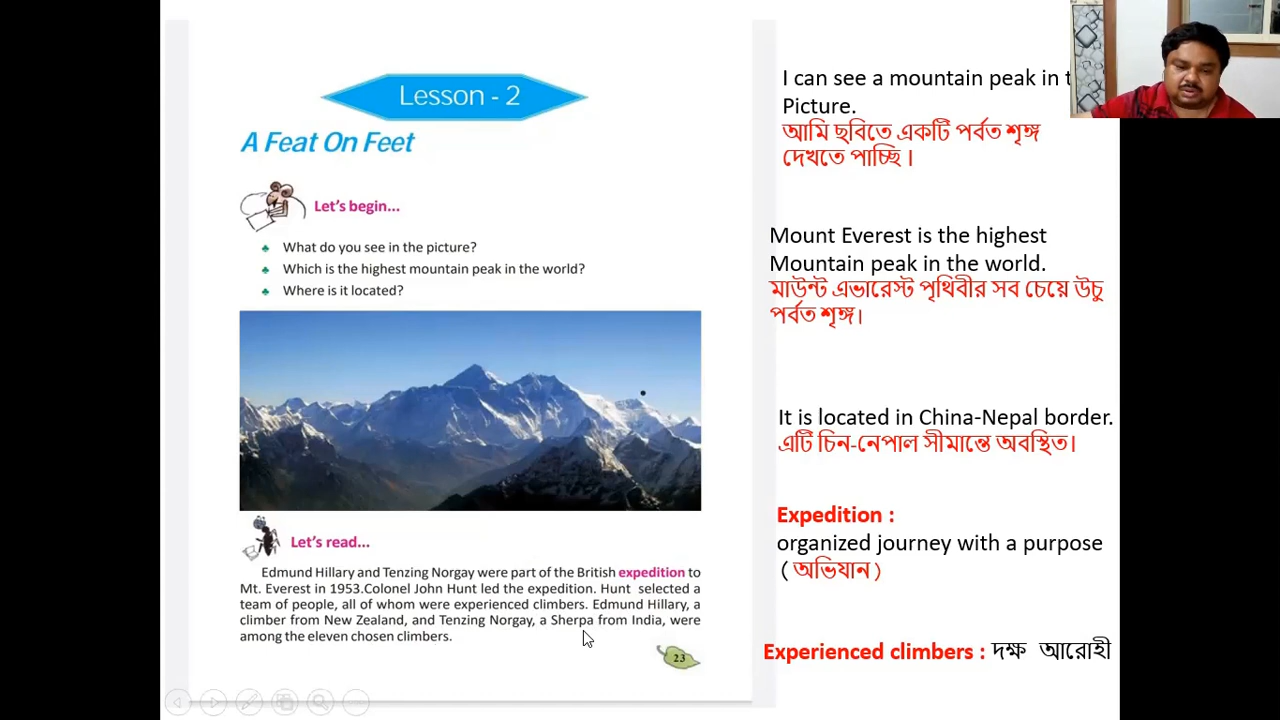 Lesson - 2
A Feat On Feet
Let's begin...
What do you see in the picture?
Which is the highest mountain peak in the world?
Where is it located?
Let's read...
Edmund Hillary and Tenzing Norgay were part of the British expedition to
Mt. Everest in 1953.Colonel John Hunt led the expedition. Hunt selected a
team of people, all of whom were experienced climbers. Edmund Hillary, a
climber from New Zealand, and Tenzing Norgay, a Sherpa from India, were
among the eleven chosen climbers.
23
I can see a mountain peak in
Picture.
আমি ছবিতে একটি পর্বত শৃঙ্গ
দেখতে পাচ্ছি।
Mount Everest is the highest
Mountain peak in the world.
মাউন্ট এভারেস্ট পৃথিবীর সব চেয়ে উচু
পর্বত শৃঙ্গ।
It is located in China-Nepal border.
এটি চিন-নেপাল সীমান্তে অবস্থিত।
Expedition :
organized journey with a purpose
( অভিযান )
Experienced climbers : দক্ষ আরোহী